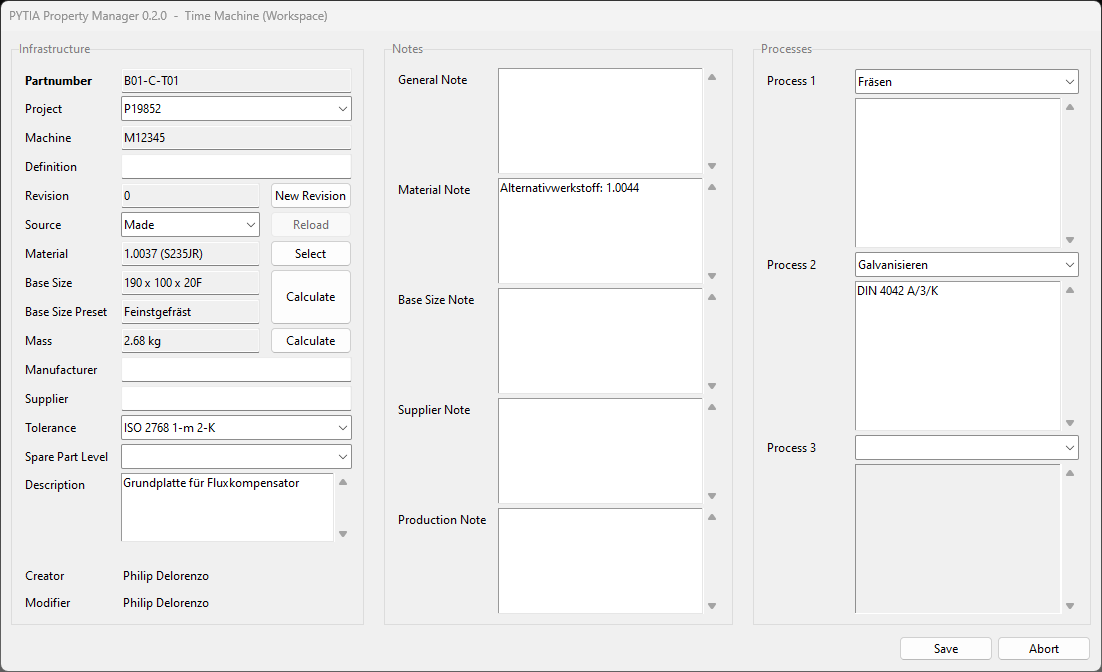 PYTIA Property Manager 0.2.0 - Time Machine (Workspace)
Infrastructure
Partnumber B01-C-T01
Project P19852
Machine M12345
Definition
Revision 0 New Revision
Source Made Reload
Material 1.0037 (S235JR) Select
Base Size 190 x 100 x 20F
Calculate
Base Size Preset Feinstgefräst
Mass 2.68 kg Calculate
Manufacturer
Supplier
Tolerance ISO 2768 1-m 2-K
Spare Part Level
Description Grundplatte für Fluxkompensator
Creator Philip Delorenzo
Modifier Philip Delorenzo
Notes
General Note
Material Note Alternativwerkstoff: 1.0044
Base Size Note
Supplier Note
Production Note
Processes
Process 1 Fräsen
Process 2 Galvanisieren
DIN 4042 A/3/K
Process 3
Save Abort